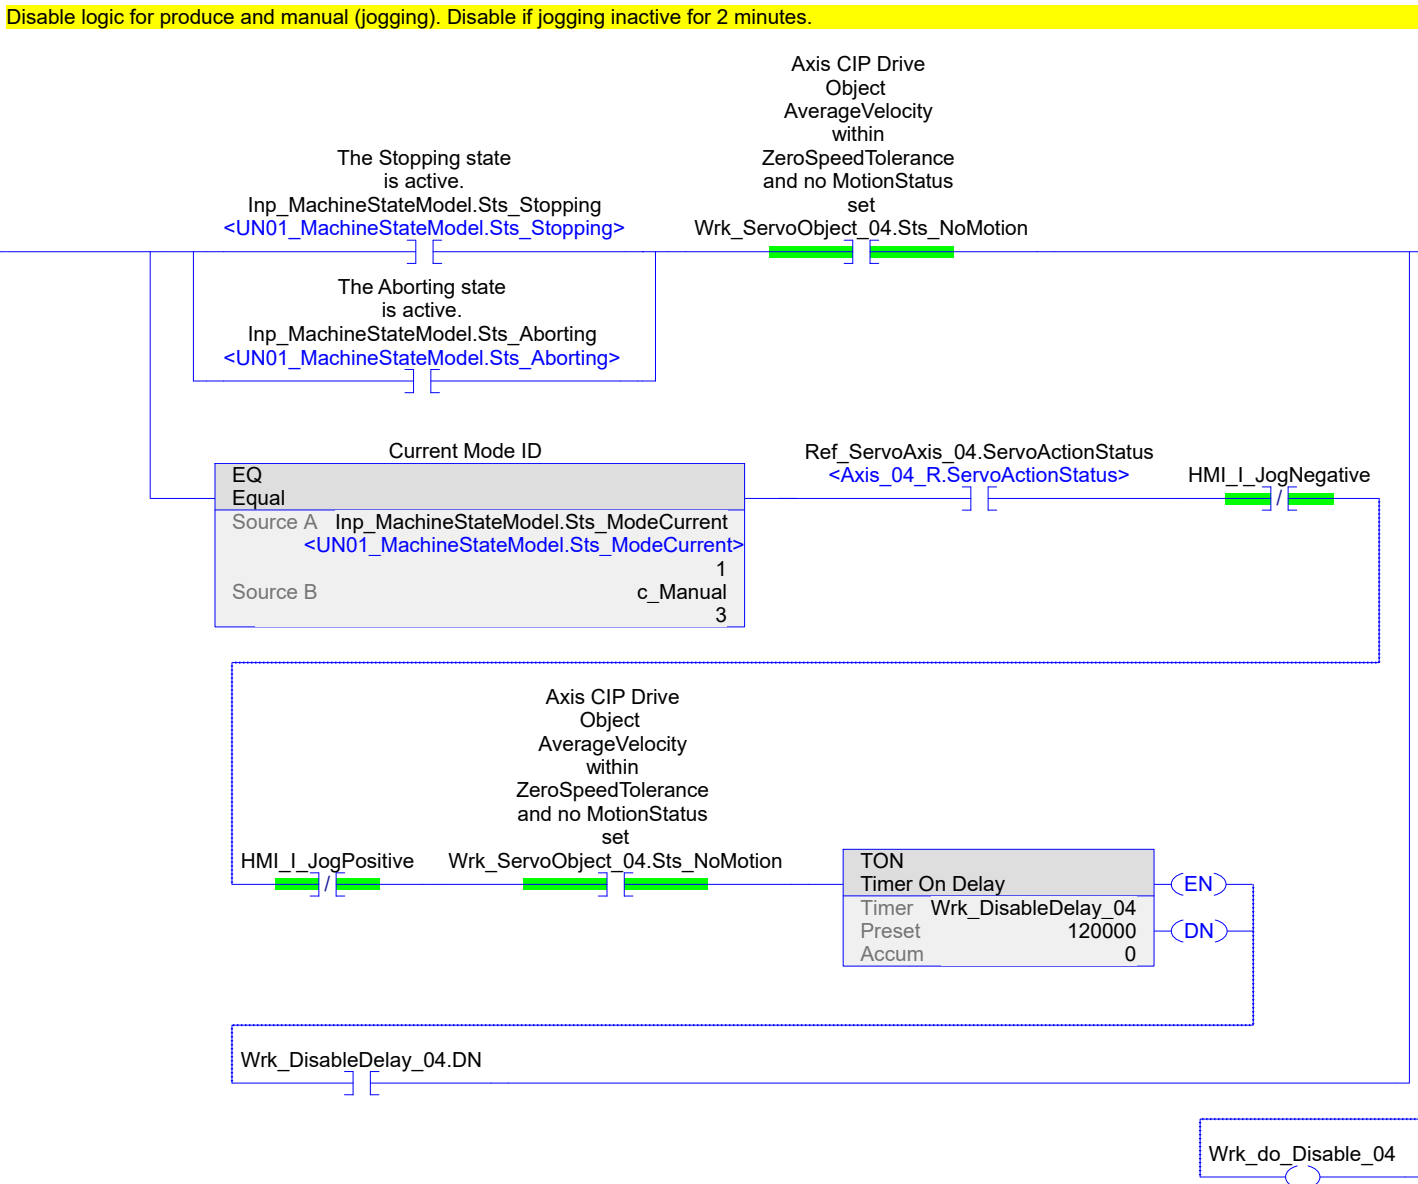 Disable logic for produce and manual (jogging). Disable if jogging inactive for 2 minutes.
Axis CIP Drive
Object
AverageVelocity
within
ZeroSpeedTolerance
and no MotionStatus
set
Wrk_ServoObject_04.Sts_NoMotion
The Stopping state
is active.
Inp_MachineStateModel.Sts_Stopping
<UN01_MachineStateModel.Sts_Stopping>
The Aborting state
is active.
Inp_MachineStateModel.Sts_Aborting
<UN01_MachineStateModel.Sts_Aborting>
Current Mode ID
EQ
Equal
Source A Inp_MachineStateModel.Sts_ModeCurrent
<UN01_MachineStateModel.Sts_ModeCurrent>
1
Source B c_Manual
3
Ref_ServoAxis_04.ServoActionStatus
<Axis_04_R.ServoActionStatus>
HMI_I_JogNegative
/
HMI_I_JogPositive
/
Axis CIP Drive
Object
AverageVelocity
within
ZeroSpeedTolerance
and no MotionStatus
set
Wrk_ServoObject_04.Sts_NoMotion
TON
Timer On Delay
Timer Wrk_DisableDelay_04
Preset 120000
Accum 0
EN
DN
Wrk_DisableDelay_04.DN
Wrk_do_Disable_04